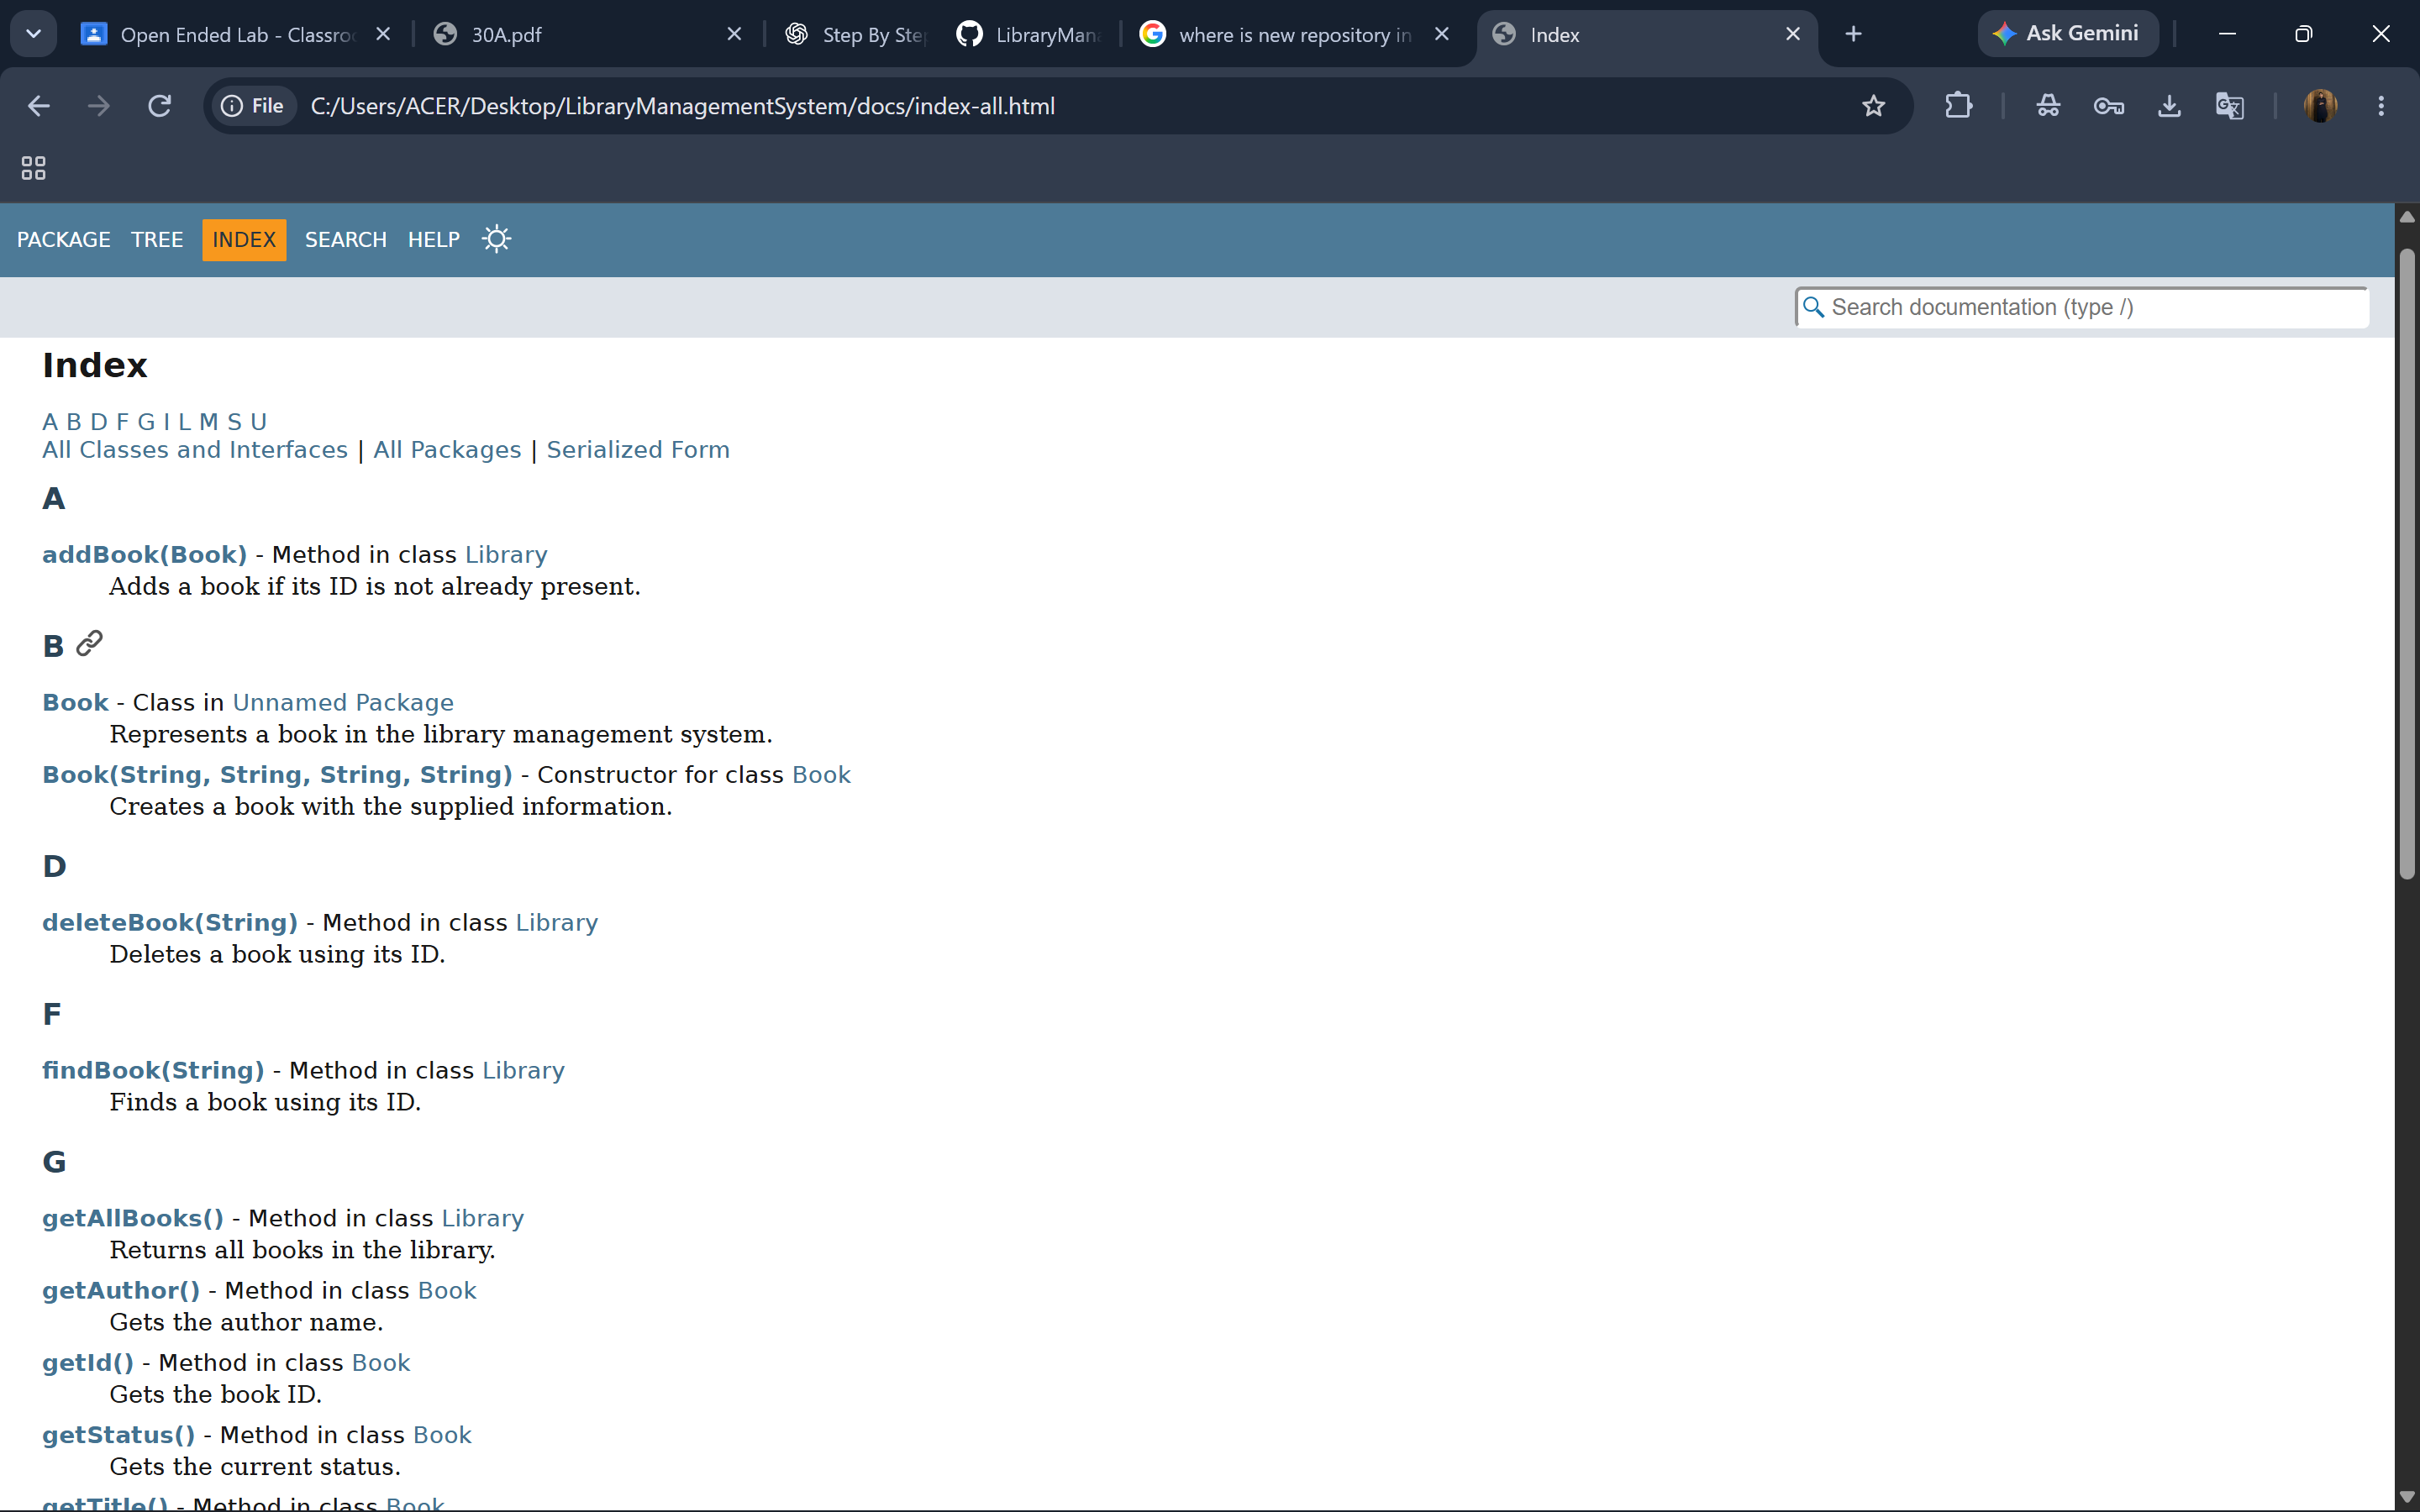 Open Ended Lab - Classro
30A.pdf
Step By Ste
LibraryMan
where is new repository in
Index
Ask Gemini
File
C:/Users/ACER/Desktop/LibraryManagementSystem/docs/index-all.html
PACKAGE TREE INDEX SEARCH HELP
Search documentation (type /)
Index
A B D F G I L M S U
All Classes and Interfaces | All Packages | Serialized Form
A
addBook(Book) - Method in class Library
Adds a book if its ID is not already present.
B
Book - Class in Unnamed Package
Represents a book in the library management system.
Book(String, String, String, String) - Constructor for class Book
Creates a book with the supplied information.
D
deleteBook(String) - Method in class Library
Deletes a book using its ID.
F
findBook(String) - Method in class Library
Finds a book using its ID.
G
getAllBooks() - Method in class Library
Returns all books in the library.
getAuthor() - Method in class Book
Gets the author name.
getId() - Method in class Book
Gets the book ID.
getStatus() - Method in class Book
Gets the current status.
getTitle() - Method in class Book